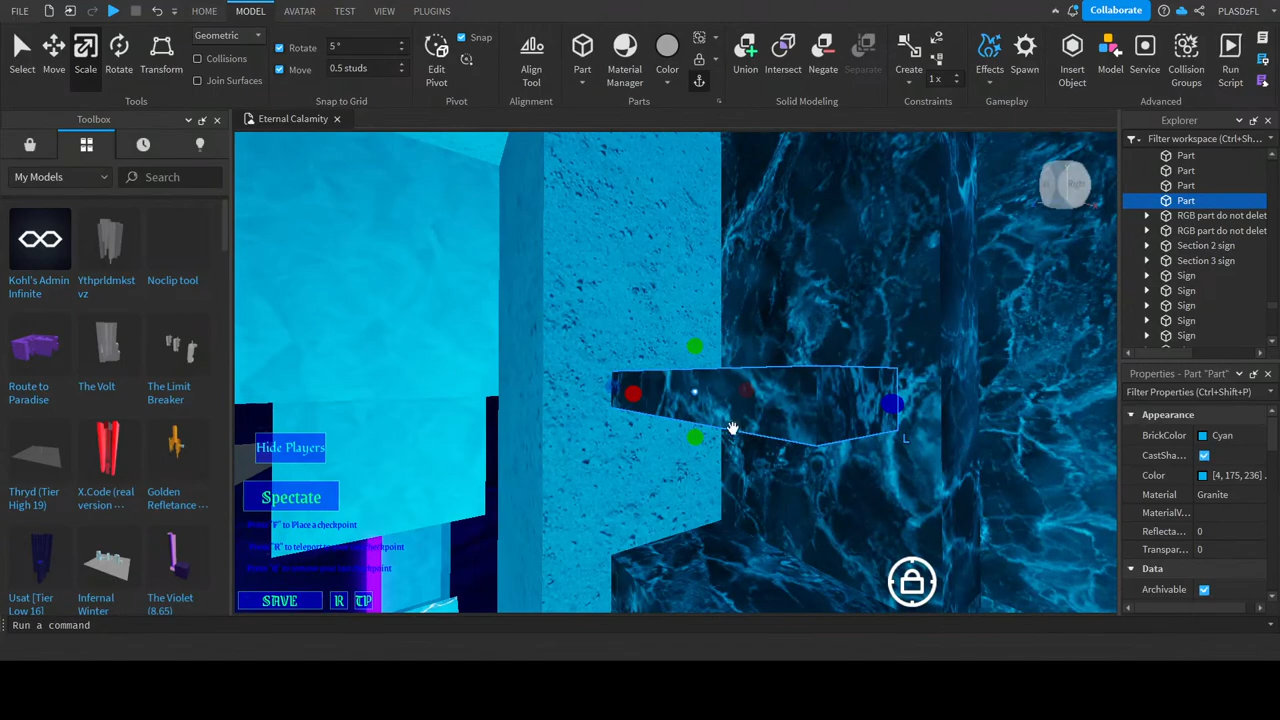 FILE HOME MODEL AVATAR TEST VIEW PLUGINS Collaborate PLASDzFL
Select Move Scale Rotate Transform
Geometric
Collisions
Join Surfaces
Rotate 5 °
Move 0.5 studs
Edit Pivot
Snap
Align Tool
Part Material Manager Color
Union Intersect Negate Separate
Create
1 x
Effects Spawn
Insert Object Model Service Collision Groups
Run Script
Tools Snap to Grid Pivot Alignment Parts Solid Modeling Constraints Gameplay Advanced
Toolbox
My Models Search
Kohl's Admin Infinite
Ythprldmkst vz
Noclip tool
Route to Paradise
The Volt
The Limit Breaker
Thryd (Tier High 19)
X.Code (real version ...
Golden Refletance ...
Usat [Tier Low 16]
Infernal Winter
The Violet (8.65)
Eternal Calamity
Right
L
Hide Players
Spectate
to Place a checkpoint
SAVE R TP
Explorer
Filter workspace (Ctrl+Sh...
Part
Part
Part
Part
RGB part do not delet
RGB part do not delet
Section 2 sign
Section 3 sign
Sign
Sign
Sign
Sign
Sign
Properties - Part "Part"
Filter Properties (Ctrl+Shift+P)
Appearance
BrickColor Cyan
CastSha...
Color [4, 175, 236]
Material Granite
MaterialV...
Reflecta... 0
Transpar... 0
Data
Archivable
Run a command